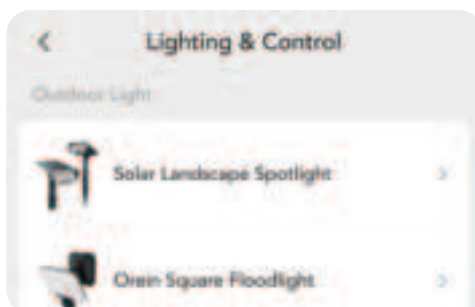 Lighting & Control
Outdoor Light
Solar Landscape Spotlight
Orein Square Floodlight